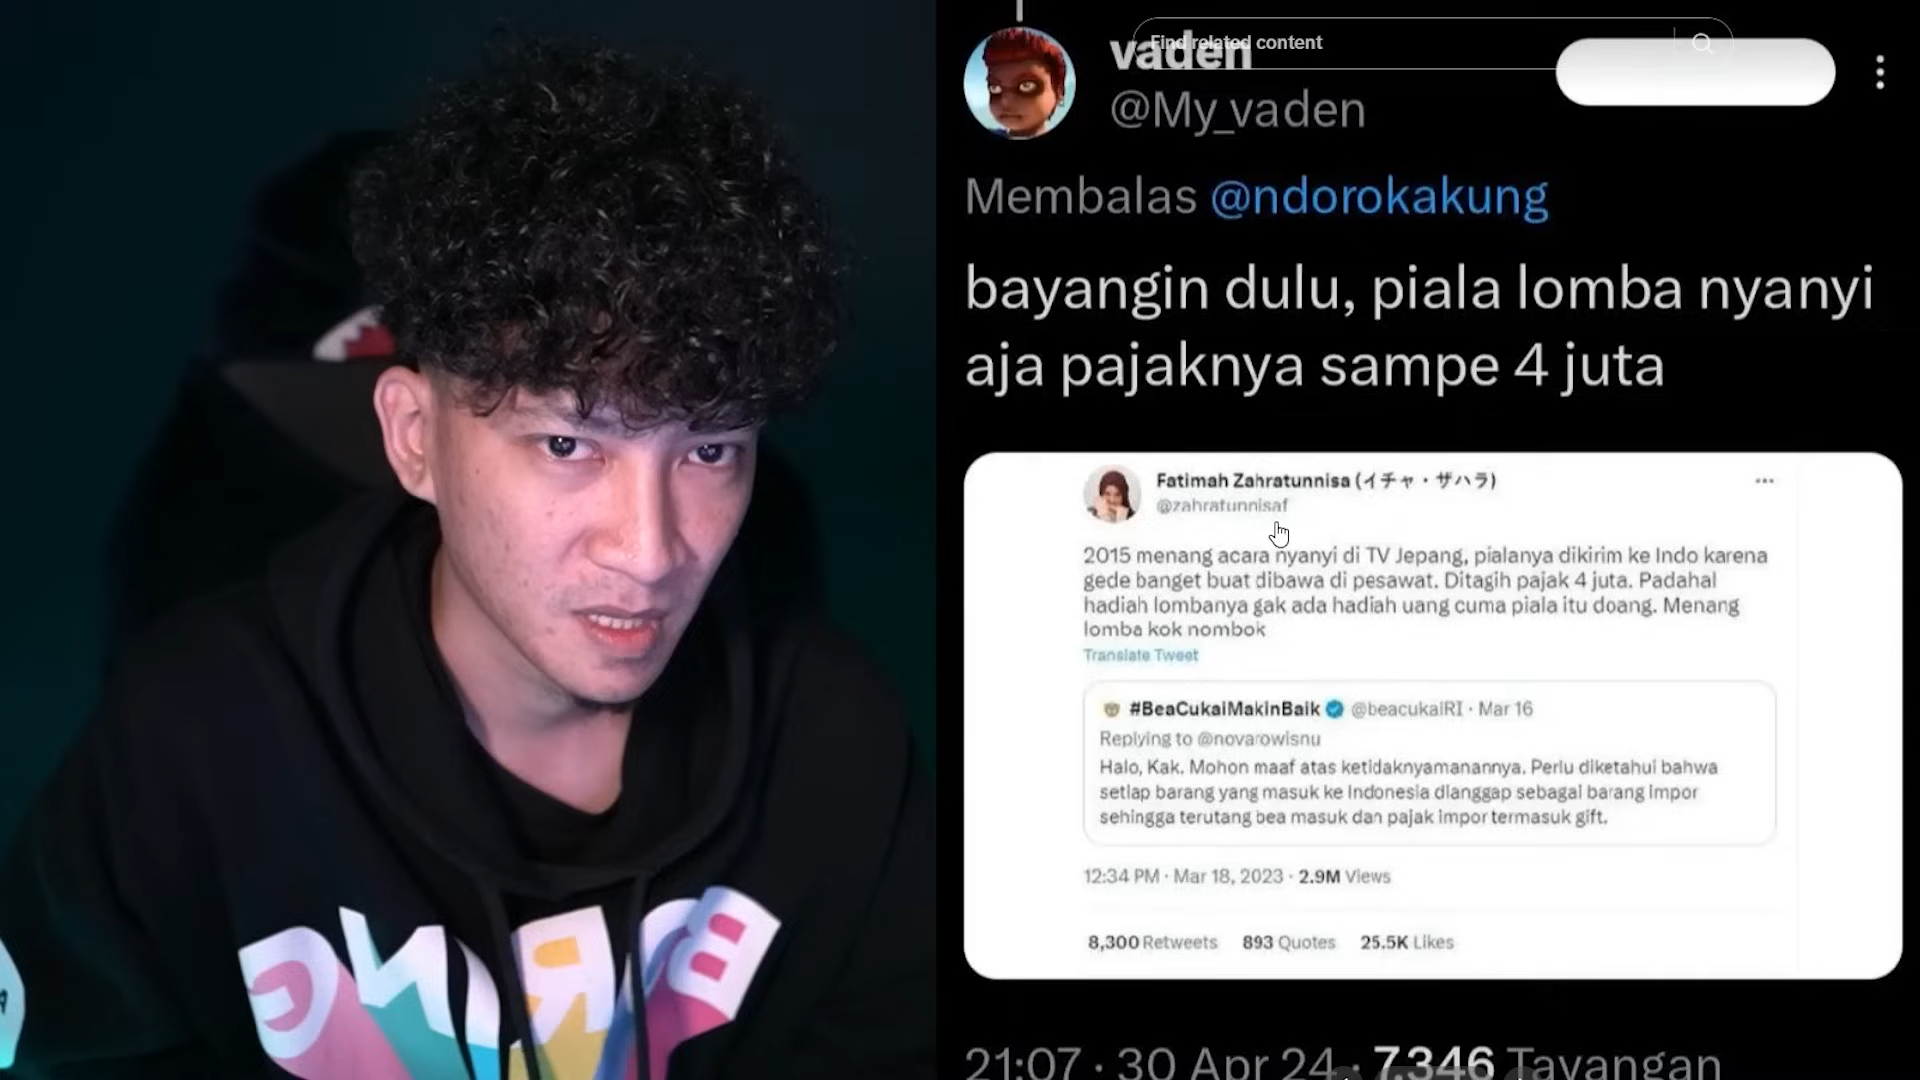 Find related content
vaden
@My_vaden
Membalas @ndorokakung
bayangin dulu, piala lomba nyanyi
aja pajaknya sampe 4 juta
Fatimah Zahratunnisa (イチャ・ザハラ)
@zahratunnisaf
2015 menang acara nyanyi di TV Jepang, pialanya dikirim ke Indo karena
gede banget buat dibawa di pesawat. Ditagih pajak 4 juta. Padahal
hadiah lombanya gak ada hadiah uang cuma piala itu doang. Menang
lomba kok nombok
Translate Tweet
#BeaCukaiMakinBaik @beacukaiRI · Mar 16
Replying to @novarowisnu
Halo, Kak. Mohon maaf atas ketidaknyamanannya. Perlu diketahui bahwa
setiap barang yang masuk ke Indonesia dianggap sebagai barang impor
sehingga terutang bea masuk dan pajak impor termasuk gift.
12:34 PM · Mar 18, 2023 · 2.9M Views
8,300 Retweets 893 Quotes 25.5K Likes
21:07 · 30 Apr 24 · 7.346 Tayangan